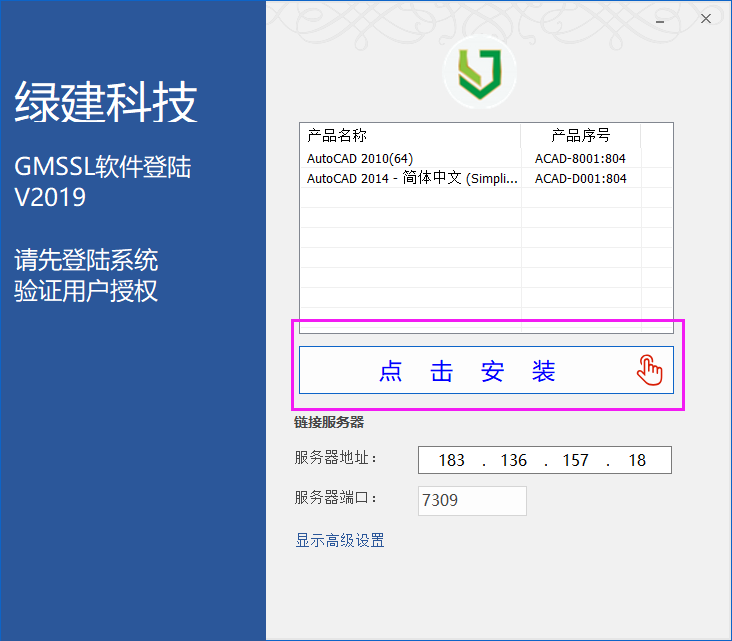 绿建科技
GMSSL软件登陆
V2019
请先登陆系统
验证用户授权
产品名称 产品序号
AutoCAD 2010(64) ACAD-8001:804
AutoCAD 2014 - 简体中文 (Simpli... ACAD-D001:804
点 击 安 装
链接服务器
服务器地址: 183 . 136 . 157 . 18
服务器端口: 7309
显示高级设置